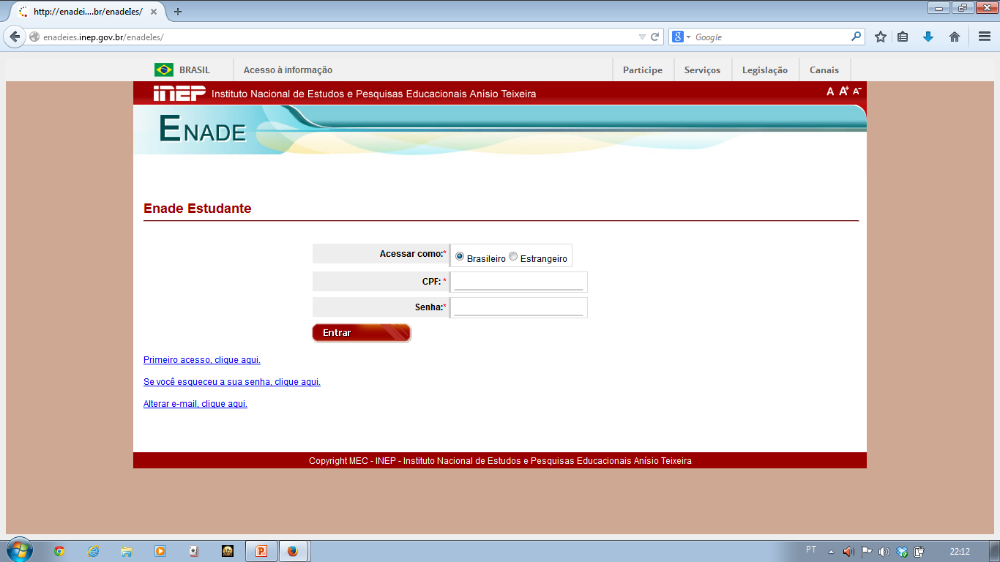 http://enadei....br/enadeIes/
enadeies.inep.gov.br/enadeIes/
Google
BRASIL
Acesso à informação
Participe
Serviços
Legislação
Canais
inep Instituto Nacional de Estudos e Pesquisas Educacionais Anísio Teixeira
A A+ A-
ENADE
Enade Estudante
Acessar como:* Brasileiro Estrangeiro
CPF: *
Senha:*
Entrar
Primeiro acesso, clique aqui.
Se você esqueceu a sua senha, clique aqui.
Alterar e-mail, clique aqui.
Copyright MEC - INEP - Instituto Nacional de Estudos e Pesquisas Educacionais Anísio Teixeira
PT
22:12